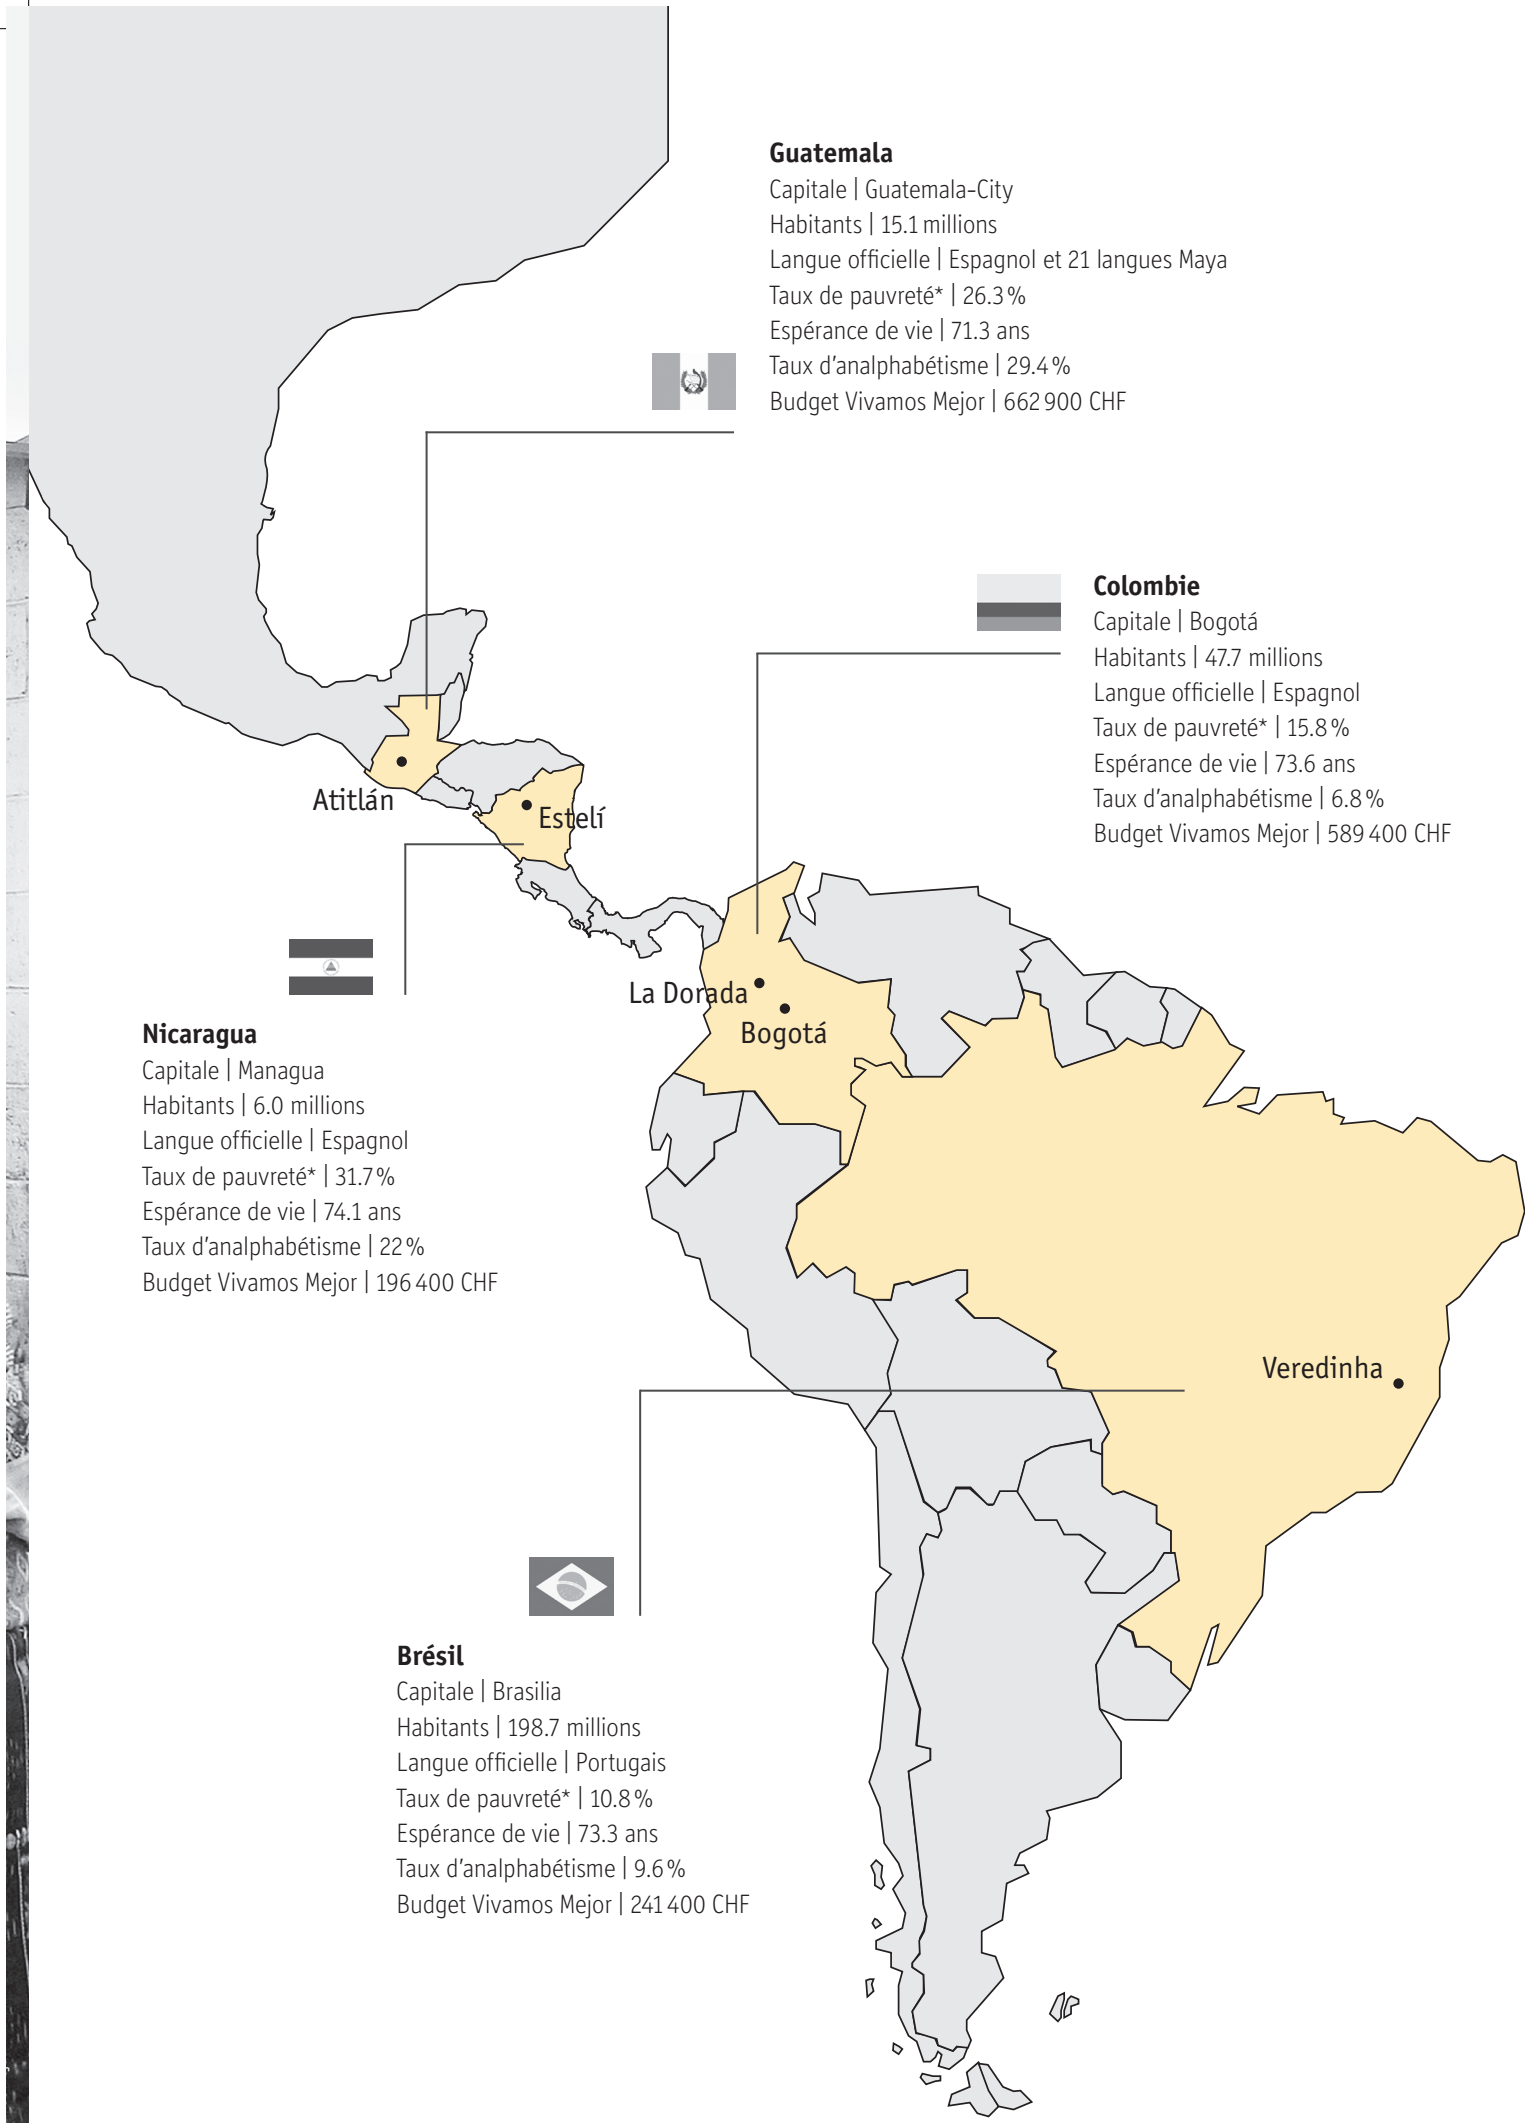 Guatemala
Capitale | Guatemala-City
Habitants | 15.1 millions
Langue officielle | Espagnol et 21 langues Maya
Taux de pauvreté* | 26.3 %
Espérance de vie | 71.3 ans
Taux d'analphabétisme | 29.4 %
Budget Vivamos Mejor | 662 900 CHF
Colombie
Capitale | Bogotá
Habitants | 47.7 millions
Langue officielle | Espagnol
Taux de pauvreté* | 15.8 %
Espérance de vie | 73.6 ans
Taux d'analphabétisme | 6.8 %
Budget Vivamos Mejor | 589 400 CHF
Atitlán
Estelí
La Dorada
Bogotá
Nicaragua
Capitale | Managua
Habitants | 6.0 millions
Langue officielle | Espagnol
Taux de pauvreté* | 31.7 %
Espérance de vie | 74.1 ans
Taux d'analphabétisme | 22 %
Budget Vivamos Mejor | 196 400 CHF
Veredinha
Brésil
Capitale | Brasilia
Habitants | 198.7 millions
Langue officielle | Portugais
Taux de pauvreté* | 10.8 %
Espérance de vie | 73.3 ans
Taux d'analphabétisme | 9.6 %
Budget Vivamos Mejor | 241 400 CHF